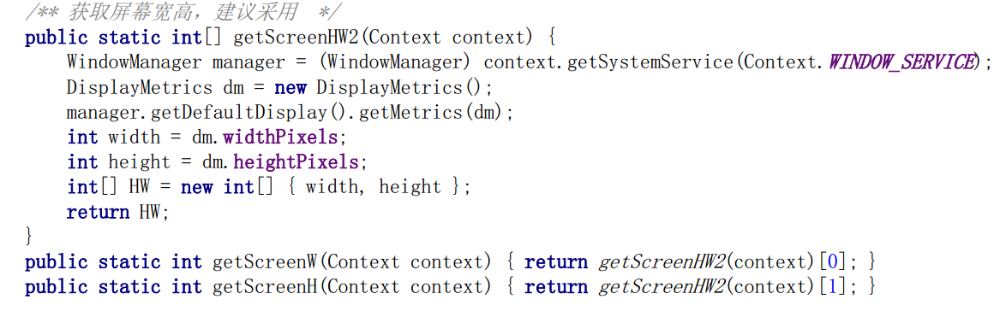 /** 获取屏幕宽高，建议采用  */
public static int[] getScreenHW2(Context context) {
    WindowManager manager = (WindowManager) context.getSystemService(Context.WINDOW_SERVICE);
    DisplayMetrics dm = new DisplayMetrics();
    manager.getDefaultDisplay().getMetrics(dm);
    int width = dm.widthPixels;
    int height = dm.heightPixels;
    int[] HW = new int[] { width, height };
    return HW;
}
public static int getScreenW(Context context) { return getScreenHW2(context)[0]; }
public static int getScreenH(Context context) { return getScreenHW2(context)[1]; }